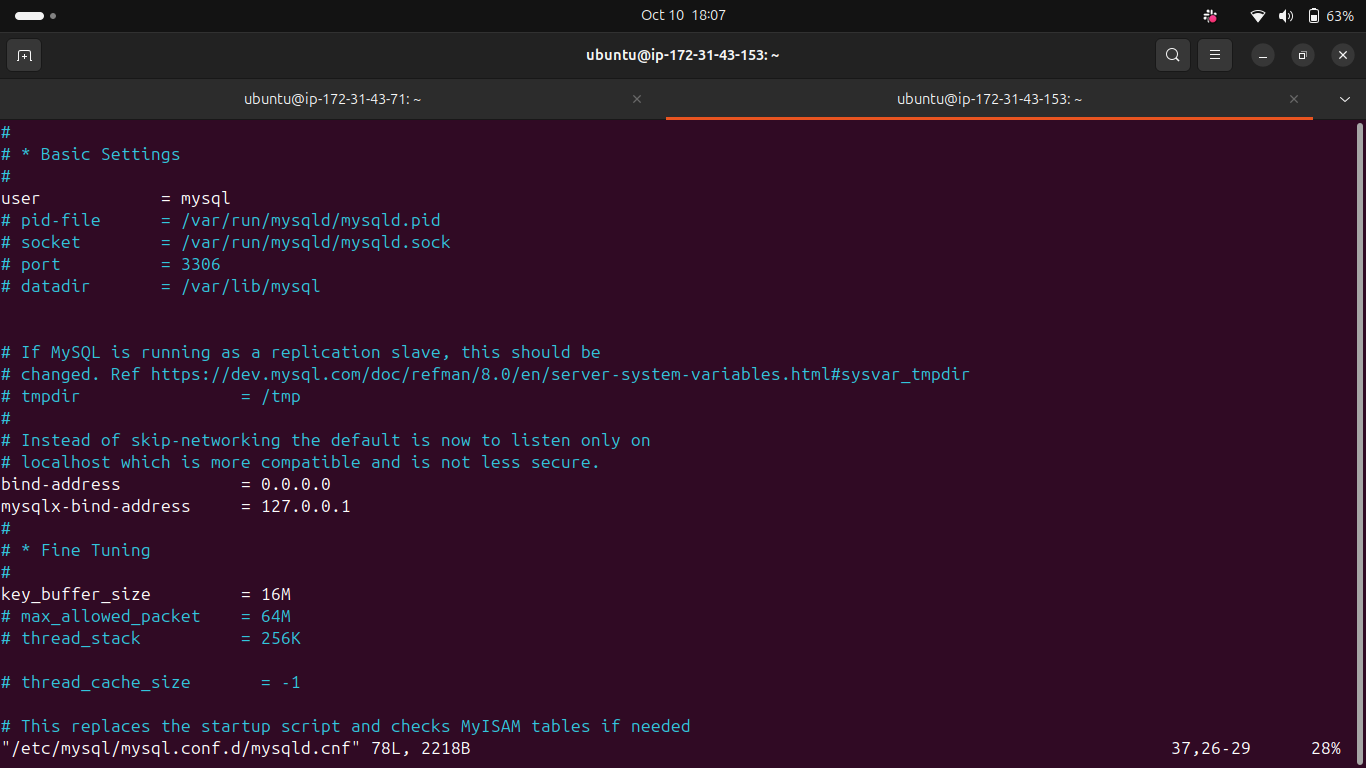 Oct 10 18:07
63%
ubuntu@ip-172-31-43-153: ~
ubuntu@ip-172-31-43-71: ~
ubuntu@ip-172-31-43-153: ~
#
# * Basic Settings
#
user            = mysql
# pid-file      = /var/run/mysqld/mysqld.pid
# socket        = /var/run/mysqld/mysqld.sock
# port          = 3306
# datadir       = /var/lib/mysql
# If MySQL is running as a replication slave, this should be
# changed. Ref https://dev.mysql.com/doc/refman/8.0/en/server-system-variables.html#sysvar_tmpdir
# tmpdir                = /tmp
#
# Instead of skip-networking the default is now to listen only on
# localhost which is more compatible and is not less secure.
bind-address            = 0.0.0.0
mysqlx-bind-address     = 127.0.0.1
#
# * Fine Tuning
#
key_buffer_size         = 16M
# max_allowed_packet    = 64M
# thread_stack          = 256K
# thread_cache_size       = -1
# This replaces the startup script and checks MyISAM tables if needed
"/etc/mysql/mysql.conf.d/mysqld.cnf" 78L, 2218B 37,26-29 28%